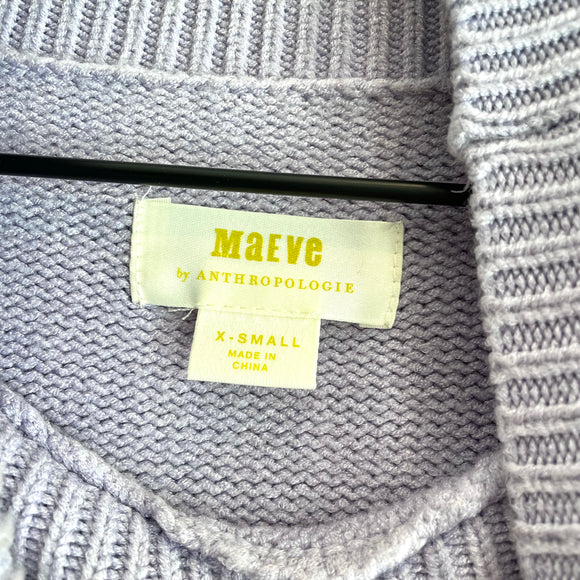 MaEve
by ANTHROPOLOGIE
X-SMALL
MADE IN
CHINA